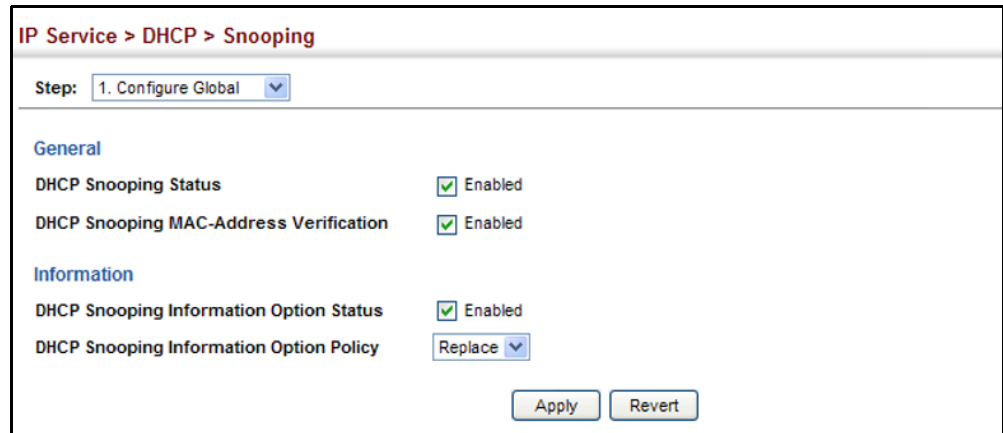 IP Service > DHCP > Snooping
Step: 1. Configure Global
General
DHCP Snooping Status Enabled
DHCP Snooping MAC-Address Verification Enabled
Information
DHCP Snooping Information Option Status Enabled
DHCP Snooping Information Option Policy Replace
Apply Revert